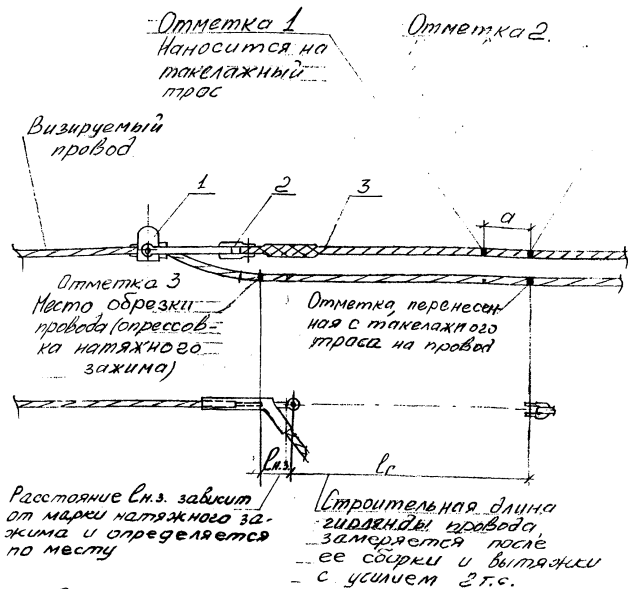 Отметка 1
Наносится на
такелажный
трос
Отметка 2.
Визируемый
провод
1
2
3
a
Отметка 3
Место обрезки
провода (опрессов-
ка натяжного
зажима)
Отметка, перенесен-
ная с такелажного
траса на провод
lн.з.
lг
Расстояние lн.з. зависит
от марки натяжного за-
жима и определяется
по месту
Строительная длина
гирлянды провода
замеряется после
ее сборки и вытяжки
с усилием 2т.с.